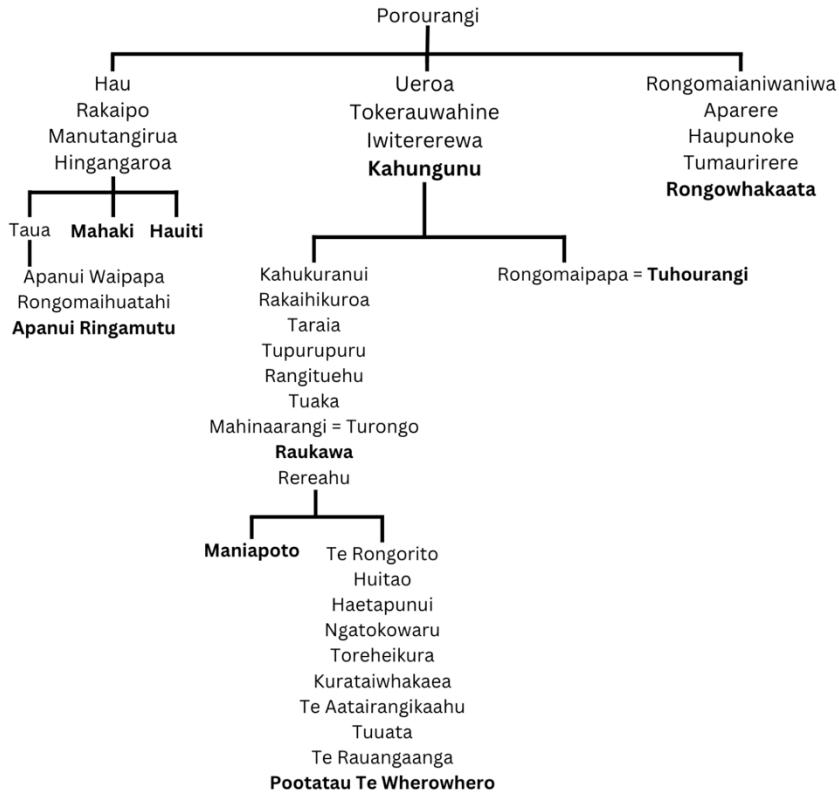 Porourangi
Hau
Rakaipo
Manutangirua
Hingangaroa
Taua
Mahaki
Hauiti
Apanui Waipapa
Rongomaihuatahi
Apanui Ringamutu
Ueroa
Tokerauwahine
Iwitererewa
Kahungunu
Kahukuranui
Rakaihikuroa
Taraia
Tupurupuru
Rangituehu
Tuaka
Mahinaarangi = Turongo
Raukawa
Rereahu
Maniapoto
Te Rongorito
Huitao
Haetapunui
Ngatokowaru
Toreheikura
Kurataiwhakaea
Te Aatairangikaahu
Tuuata
Te Rauangaanga
Pootatau Te Wherowhero
Rongomaipapa = Tuhourangi
Rongomaianiwaniwa
Aparere
Haupunoke
Tumaurirere
Rongowhakaata